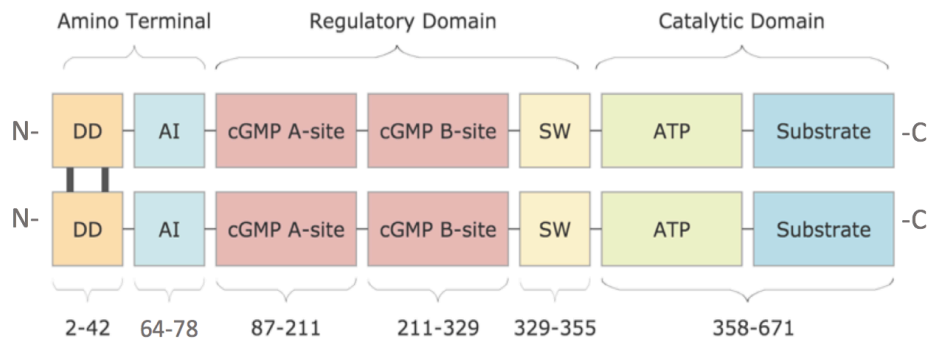 Amino Terminal Regulatory Domain Catalytic Domain
N- DD AI cGMP A-site cGMP B-site SW ATP Substrate -C
N- DD AI cGMP A-site cGMP B-site SW ATP Substrate -C
2-42 64-78 87-211 211-329 329-355 358-671